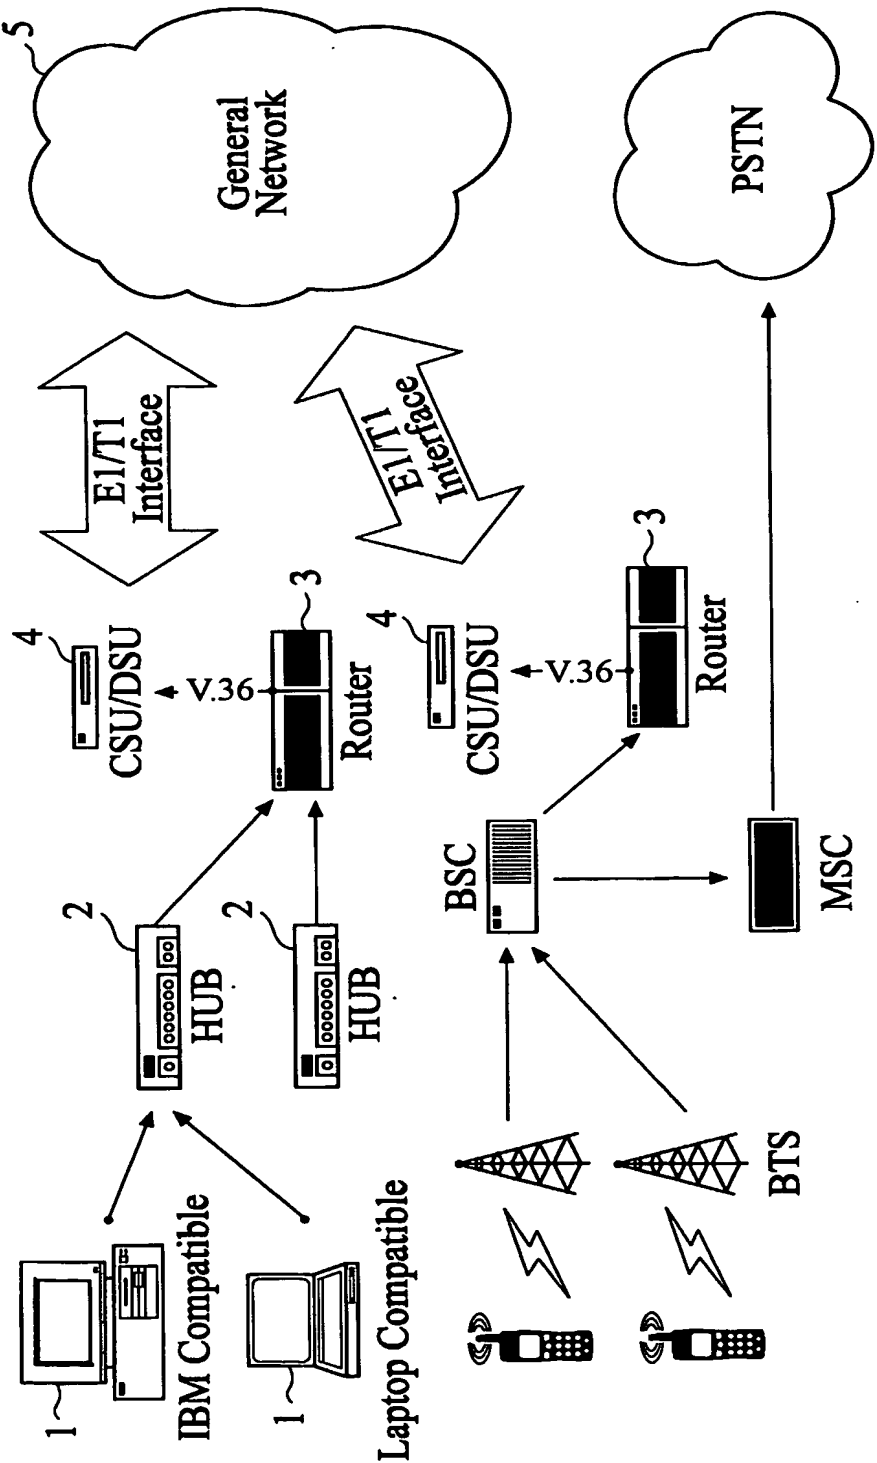 1
IBM Compatible
1
Laptop Compatible
BTS
2
HUB
2
HUB
BSC
MSC
4
CSU/DSU
V.36
3
Router
4
CSU/DSU
V.36
3
Router
E1/T1
Interface
E1/T1
Interface
5
General
Network
PSTN